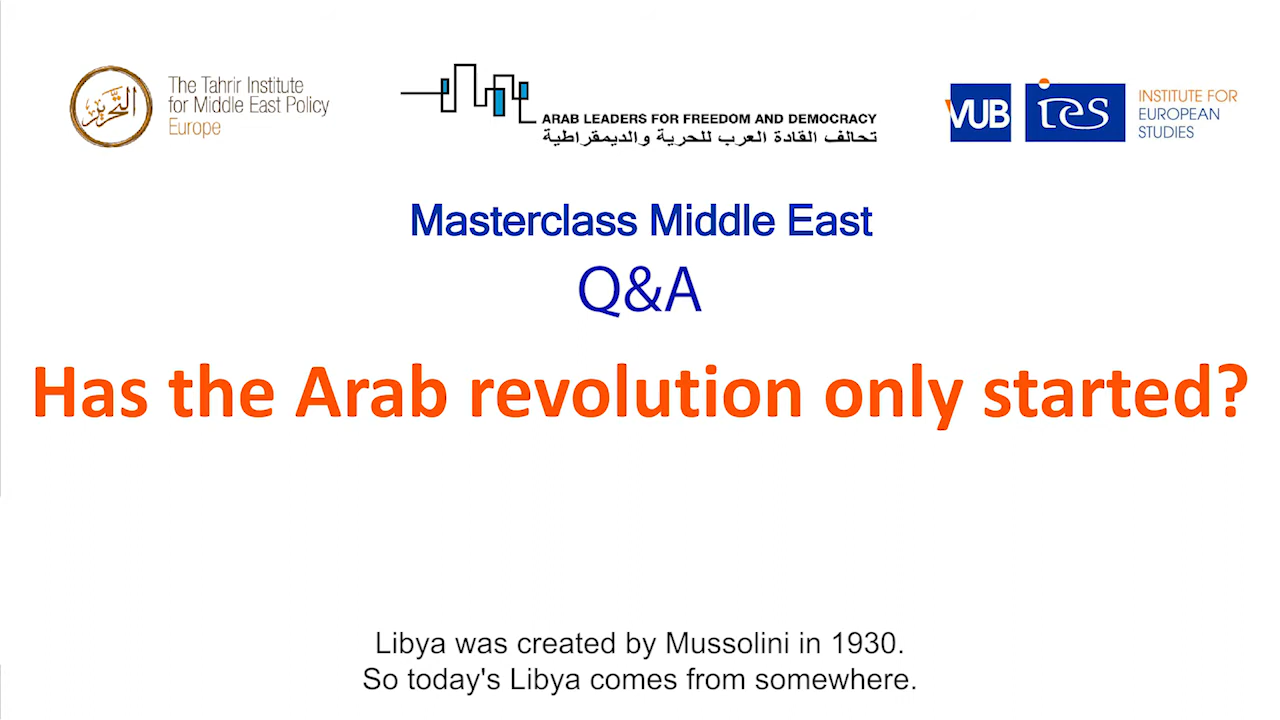 التحرير
The Tahrir Institute
for Middle East Policy
Europe
ARAB LEADERS FOR FREEDOM AND DEMOCRACY
تحالف القادة العرب للحرية والديمقراطية
VUB
ies
INSTITUTE FOR
EUROPEAN
STUDIES
Masterclass Middle East
Q&A
Has the Arab revolution only started?
Libya was created by Mussolini in 1930.
So today's Libya comes from somewhere.